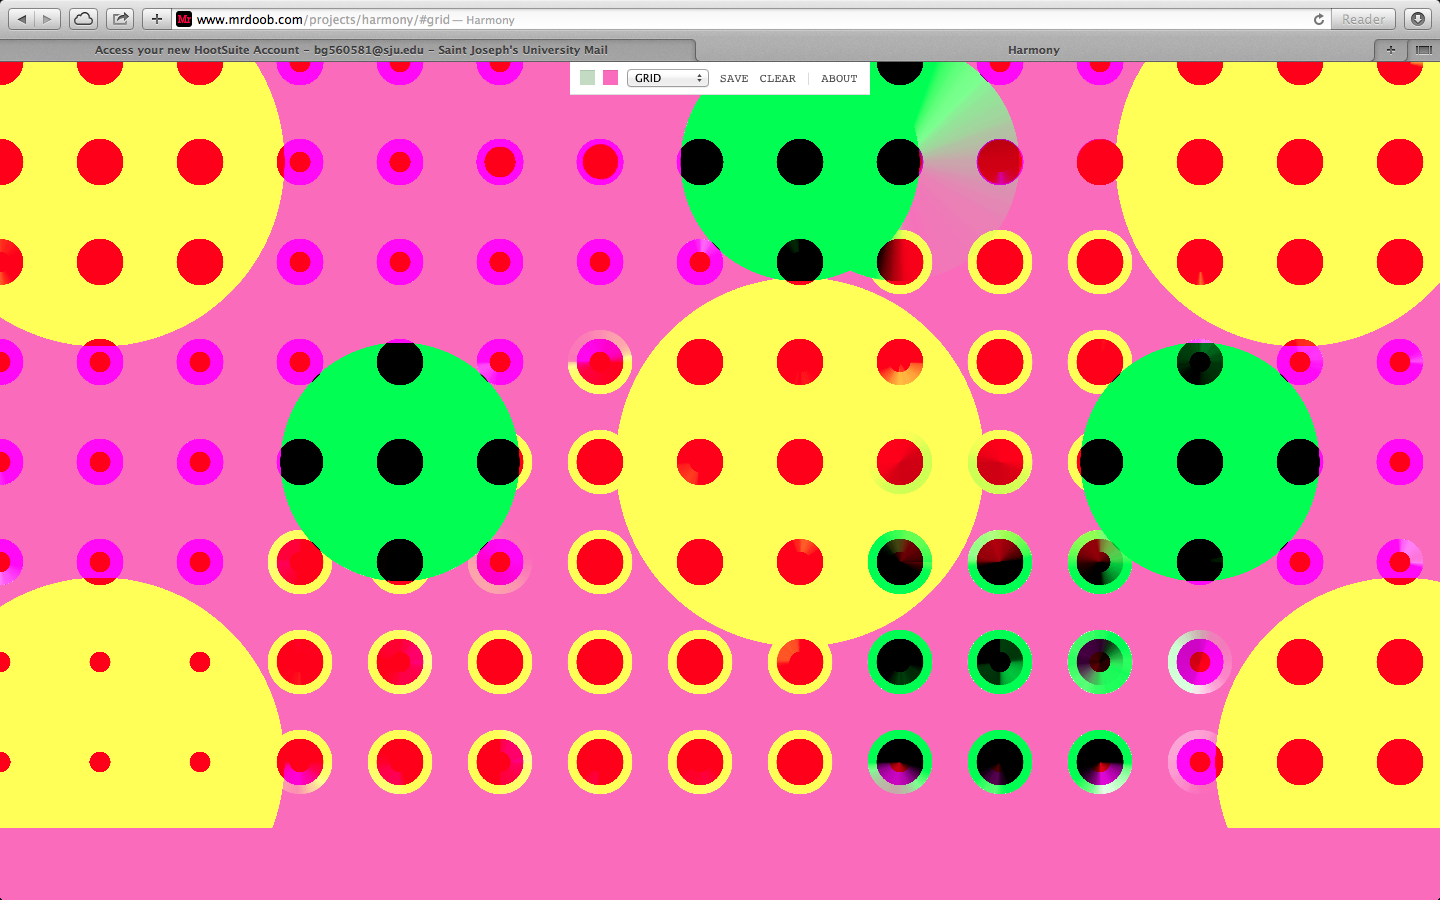 Mr www.mrdoob.com/projects/harmony/#grid — Harmony Reader
Access your new HootSuite Account – bg560581@sju.edu – Saint Joseph's University Mail Harmony
GRID SAVE CLEAR | ABOUT